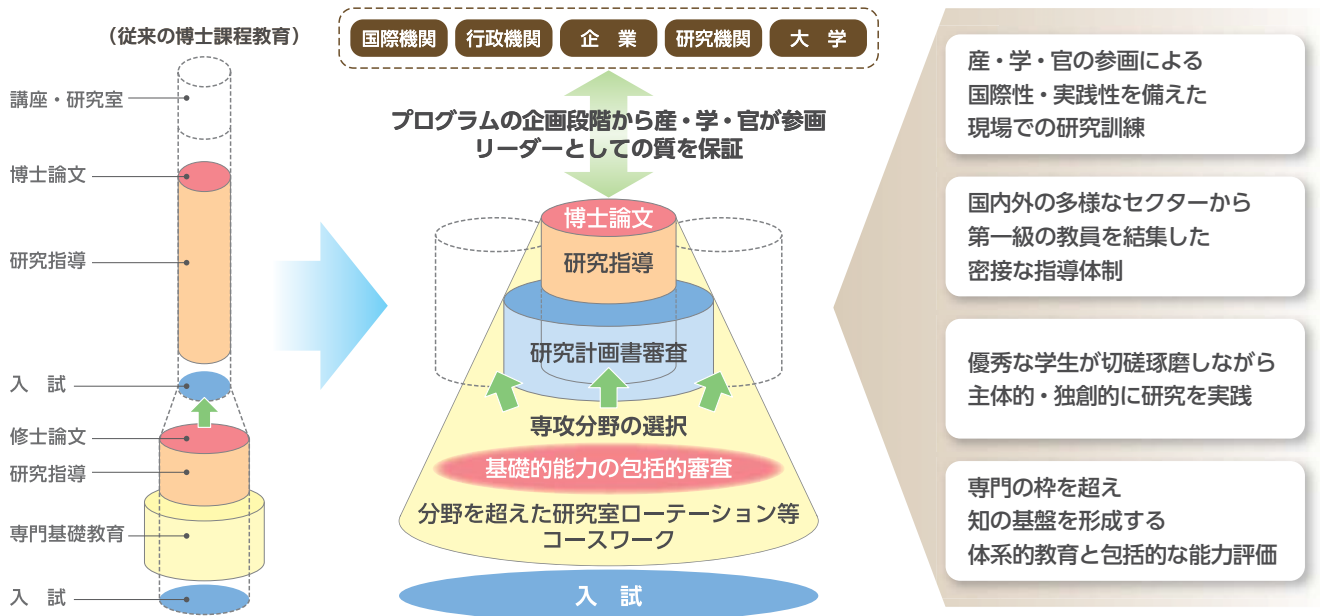 （従来の博士課程教育）
講座・研究室
博士論文
研究指導
入　試
修士論文
研究指導
専門基礎教育
入　試
国際機関
行政機関
企　業
研究機関
大　学
プログラムの企画段階から産・学・官が参画
リーダーとしての質を保証
博士論文
研究指導
研究計画書審査
専攻分野の選択
基礎的能力の包括的審査
分野を超えた研究室ローテーション等
コースワーク
入　試
産・学・官の参画による
国際性・実践性を備えた
現場での研究訓練
国内外の多様なセクターから
第一級の教員を結集した
密接な指導体制
優秀な学生が切磋琢磨しながら
主体的・独創的に研究を実践
専門の枠を超え
知の基盤を形成する
体系的教育と包括的な能力評価